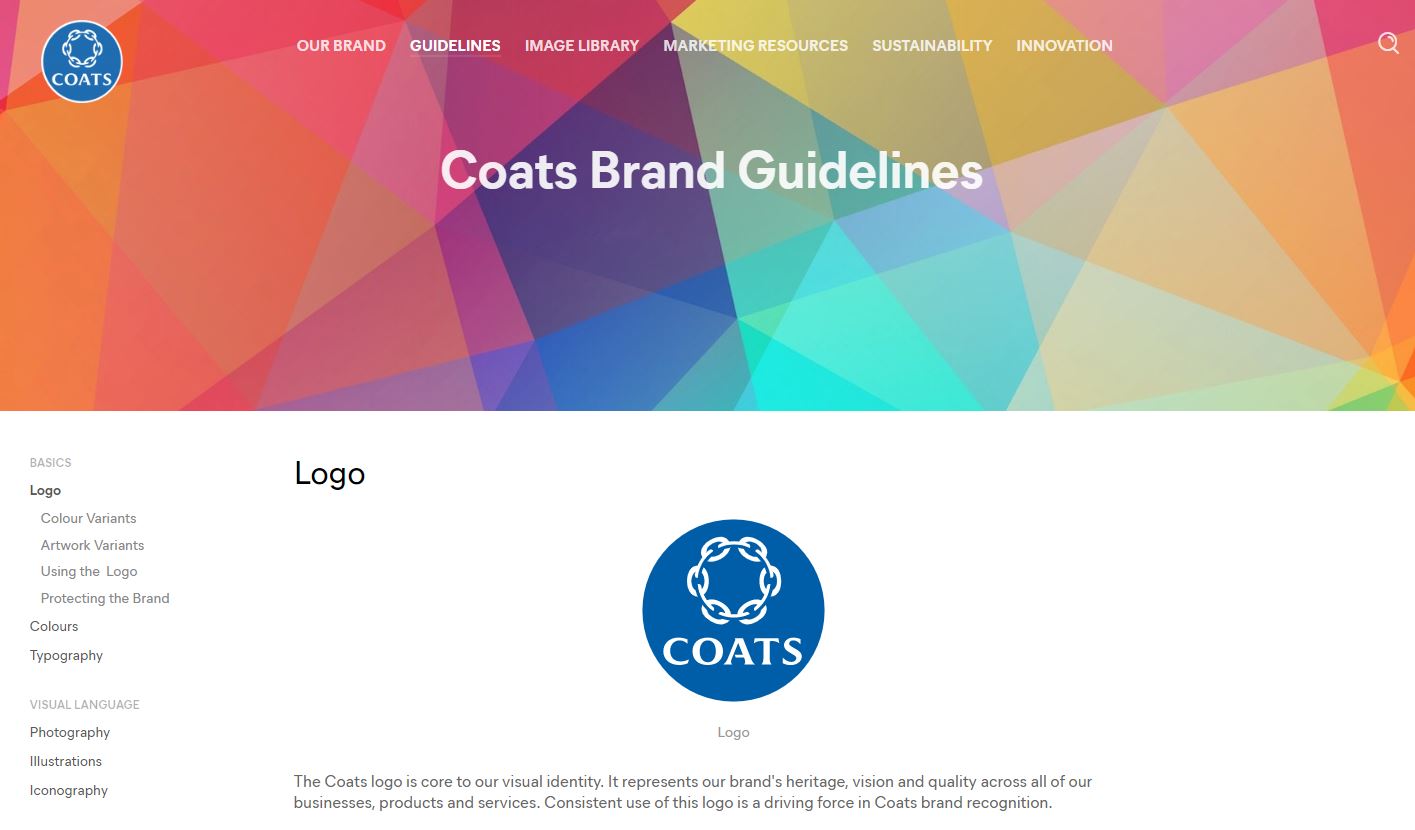 COATS
OUR BRAND GUIDELINES IMAGE LIBRARY MARKETING RESOURCES SUSTAINABILITY INNOVATION
Coats Brand Guidelines
BASICS
Logo
Colour Variants
Artwork Variants
Using the Logo
Protecting the Brand
Colours
Typography
VISUAL LANGUAGE
Photography
Illustrations
Iconography
Logo
COATS
Logo
The Coats logo is core to our visual identity. It represents our brand's heritage, vision and quality across all of our
businesses, products and services. Consistent use of this logo is a driving force in Coats brand recognition.